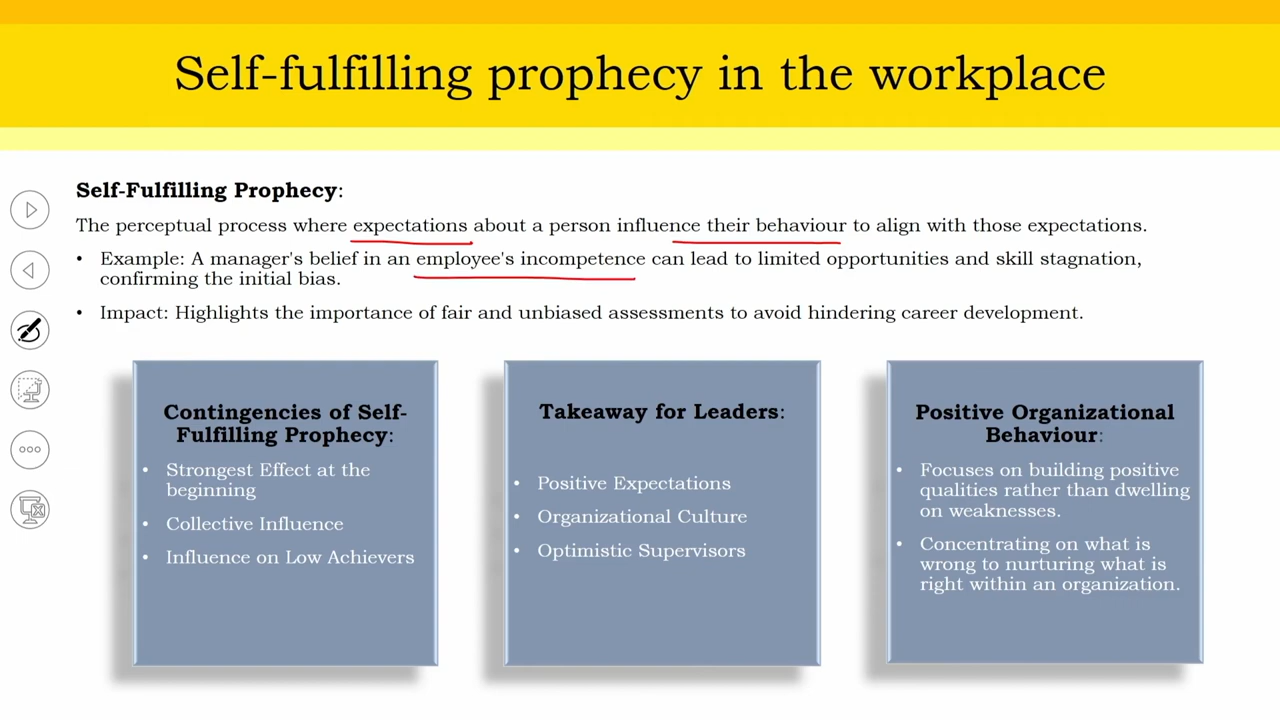 Self-fulfilling prophecy in the workplace
Self-Fulfilling Prophecy:
The perceptual process where expectations about a person influence their behaviour to align with those expectations.
• Example: A manager's belief in an employee's incompetence can lead to limited opportunities and skill stagnation,
confirming the initial bias.
• Impact: Highlights the importance of fair and unbiased assessments to avoid hindering career development.
Contingencies of Self-
Fulfilling Prophecy:
• Strongest Effect at the
beginning
• Collective Influence
• Influence on Low Achievers
Takeaway for Leaders:
• Positive Expectations
• Organizational Culture
• Optimistic Supervisors
Positive Organizational
Behaviour:
• Focuses on building positive
qualities rather than dwelling
on weaknesses.
• Concentrating on what is
wrong to nurturing what is
right within an organization.